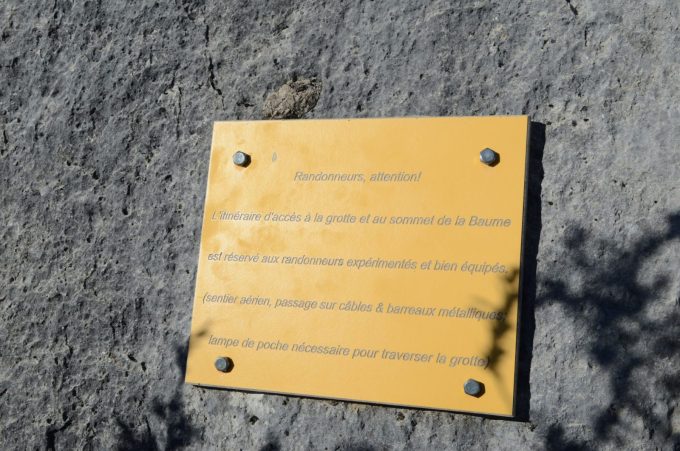 Randonneurs, attention!
L'itinéraire d'accés à la grotte et au sommet de la Baume
est réservé aux randonneurs expérimentés et bien équipés.
(sentier aérien, passage sur câbles & barreaux métalliques;
lampe de poche nécessaire pour traverser la grotte)